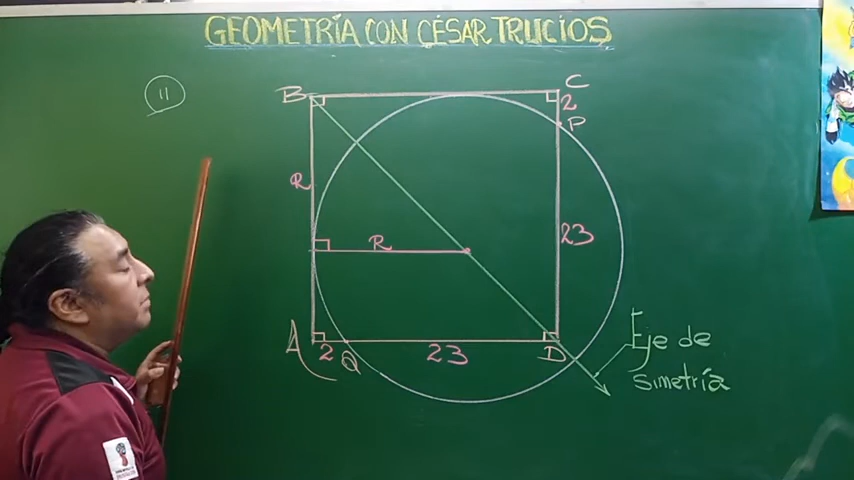 GEOMETRÍA CON CÉSAR TRUCIOS
11
B
C
2
P
R
R
23
A
2
Q
23
D
Eje de
simetría